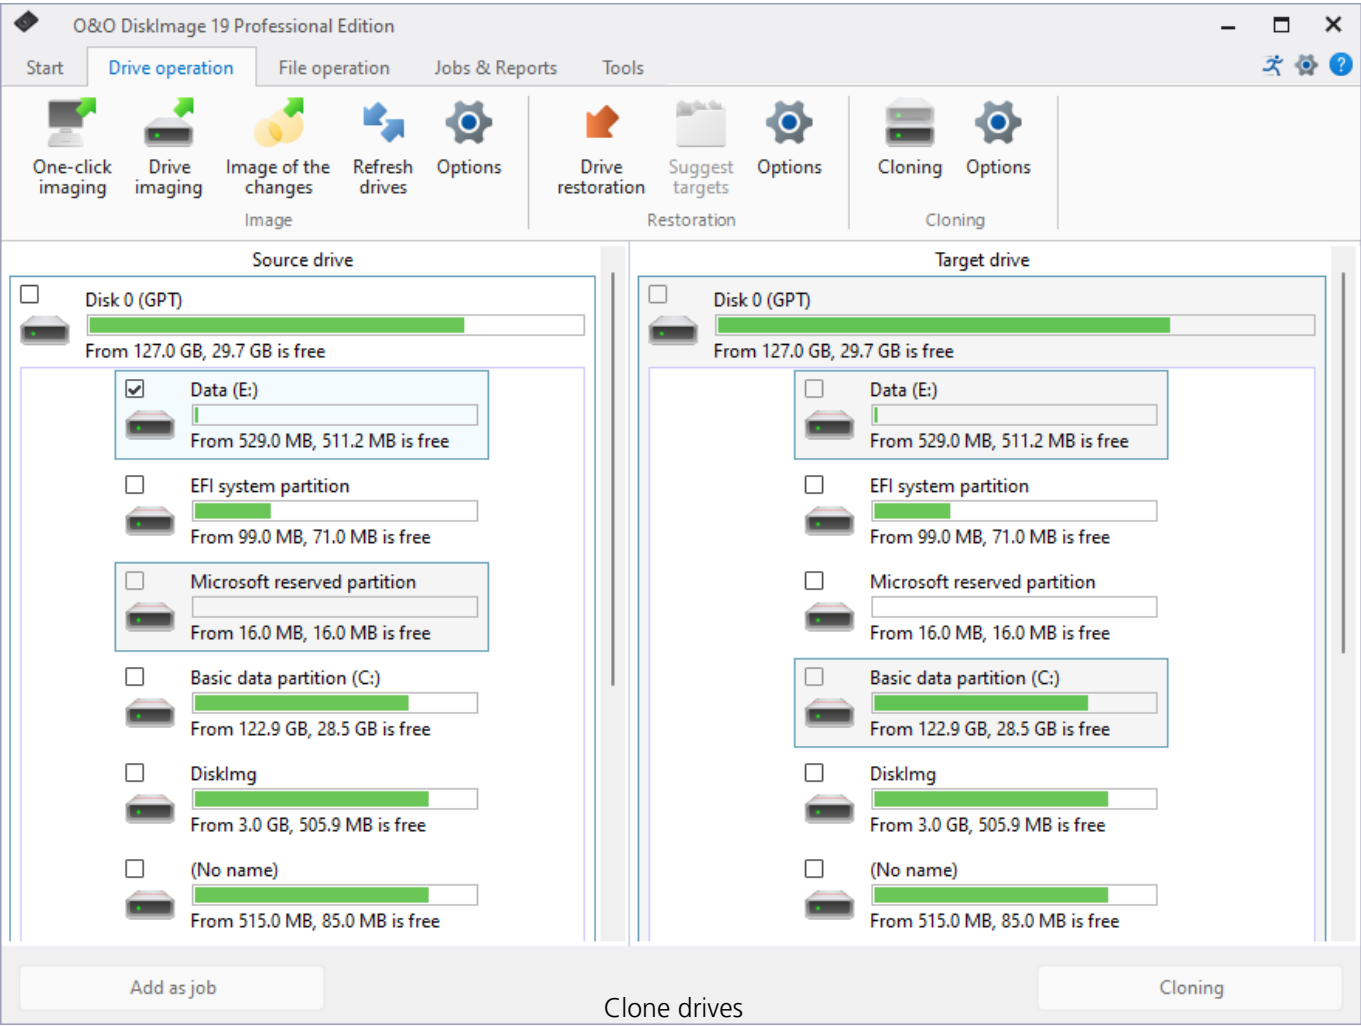 O&O DiskImage 19 Professional Edition
Start Drive operation File operation Jobs & Reports Tools
?
One-click imaging
Drive imaging
Image of the changes
Refresh drives
Options
Image
Drive restoration
Suggest targets
Options
Restoration
Cloning
Options
Cloning
Source drive
Disk 0 (GPT)
From 127.0 GB, 29.7 GB is free
Data (E:)
From 529.0 MB, 511.2 MB is free
EFI system partition
From 99.0 MB, 71.0 MB is free
Microsoft reserved partition
From 16.0 MB, 16.0 MB is free
Basic data partition (C:)
From 122.9 GB, 28.5 GB is free
DiskImg
From 3.0 GB, 505.9 MB is free
(No name)
From 515.0 MB, 85.0 MB is free
Target drive
Disk 0 (GPT)
From 127.0 GB, 29.7 GB is free
Data (E:)
From 529.0 MB, 511.2 MB is free
EFI system partition
From 99.0 MB, 71.0 MB is free
Microsoft reserved partition
From 16.0 MB, 16.0 MB is free
Basic data partition (C:)
From 122.9 GB, 28.5 GB is free
DiskImg
From 3.0 GB, 505.9 MB is free
(No name)
From 515.0 MB, 85.0 MB is free
Add as job
Clone drives
Cloning